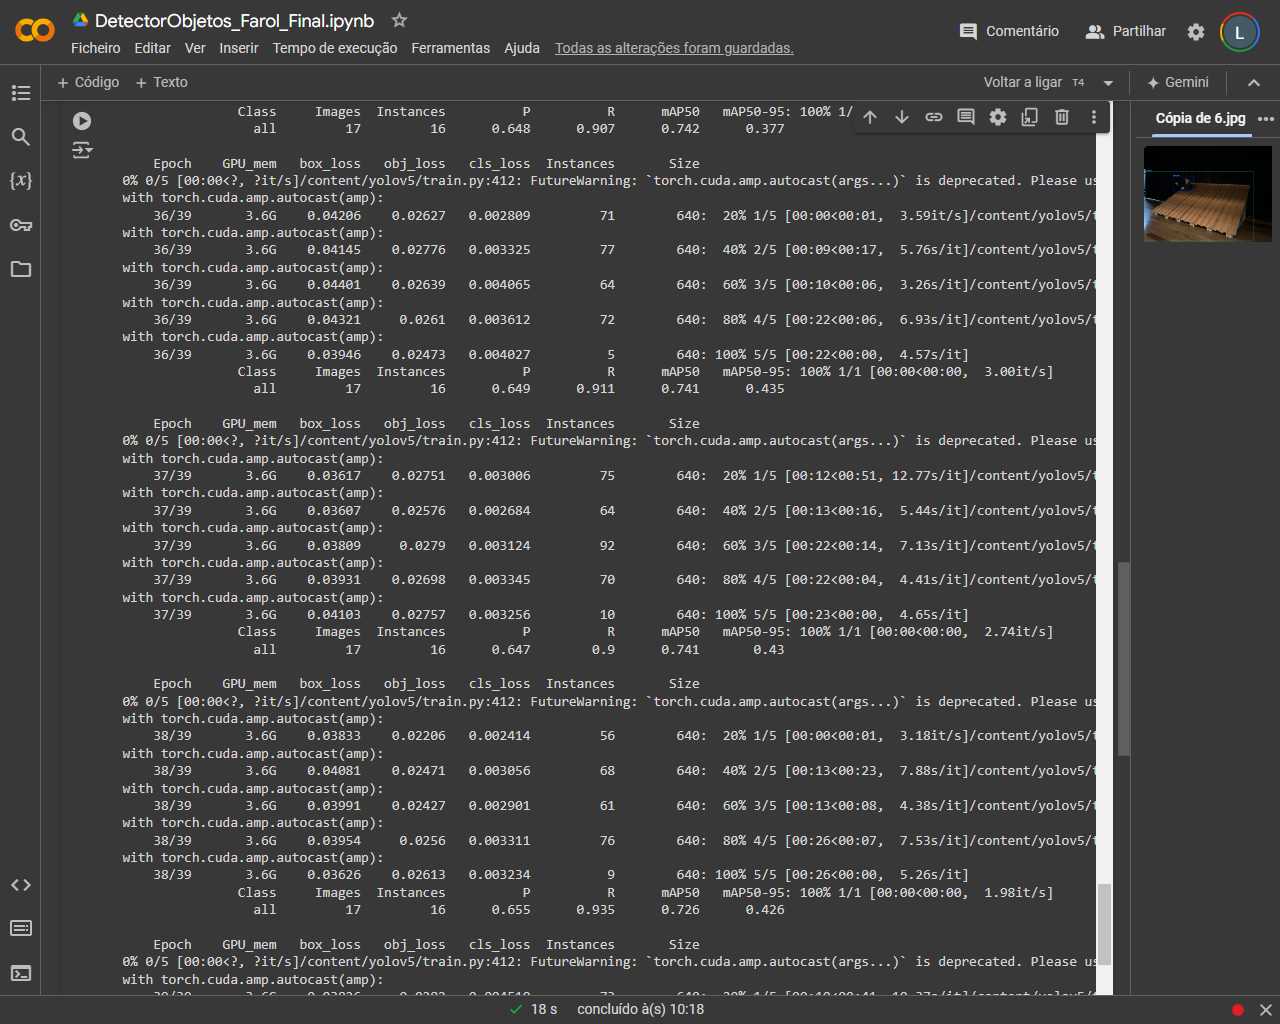 DetectorObjetos_Farol_Final.ipynb
Comentário
Partilhar
L
Ficheiro Editar Ver Inserir Tempo de execução Ferramentas Ajuda Todas as alterações foram guardadas.
+ Código + Texto
Voltar a ligar T4
Gemini
Cópia de 6.jpg
Class Images Instances P R mAP50 mAP50-95: 100% 1/
all 17 16 0.648 0.907 0.742 0.377
Epoch GPU_mem box_loss obj_loss cls_loss Instances Size
0% 0/5 [00:00<?, ?it/s]/content/yolov5/train.py:412: FutureWarning: `torch.cuda.amp.autocast(args...)` is deprecated. Please us
with torch.cuda.amp.autocast(amp):
36/39 3.6G 0.04206 0.02627 0.002809 71 640: 20% 1/5 [00:00<00:01, 3.59it/s]/content/yolov5/t
with torch.cuda.amp.autocast(amp):
36/39 3.6G 0.04145 0.02776 0.003325 77 640: 40% 2/5 [00:09<00:17, 5.76s/it]/content/yolov5/t
with torch.cuda.amp.autocast(amp):
36/39 3.6G 0.04401 0.02639 0.004065 64 640: 60% 3/5 [00:10<00:06, 3.26s/it]/content/yolov5/t
with torch.cuda.amp.autocast(amp):
36/39 3.6G 0.04321 0.0261 0.003612 72 640: 80% 4/5 [00:22<00:06, 6.93s/it]/content/yolov5/t
with torch.cuda.amp.autocast(amp):
36/39 3.6G 0.03946 0.02473 0.004027 5 640: 100% 5/5 [00:22<00:00, 4.57s/it]
Class Images Instances P R mAP50 mAP50-95: 100% 1/1 [00:00<00:00, 3.00it/s]
all 17 16 0.649 0.911 0.741 0.435
Epoch GPU_mem box_loss obj_loss cls_loss Instances Size
0% 0/5 [00:00<?, ?it/s]/content/yolov5/train.py:412: FutureWarning: `torch.cuda.amp.autocast(args...)` is deprecated. Please us
with torch.cuda.amp.autocast(amp):
37/39 3.6G 0.03617 0.02751 0.003006 75 640: 20% 1/5 [00:12<00:51, 12.77s/it]/content/yolov5/t
with torch.cuda.amp.autocast(amp):
37/39 3.6G 0.03607 0.02576 0.002684 64 640: 40% 2/5 [00:13<00:16, 5.44s/it]/content/yolov5/t
with torch.cuda.amp.autocast(amp):
37/39 3.6G 0.03809 0.0279 0.003124 92 640: 60% 3/5 [00:22<00:14, 7.13s/it]/content/yolov5/t
with torch.cuda.amp.autocast(amp):
37/39 3.6G 0.03931 0.02698 0.003345 70 640: 80% 4/5 [00:22<00:04, 4.41s/it]/content/yolov5/t
with torch.cuda.amp.autocast(amp):
37/39 3.6G 0.04103 0.02757 0.003256 10 640: 100% 5/5 [00:23<00:00, 4.65s/it]
Class Images Instances P R mAP50 mAP50-95: 100% 1/1 [00:00<00:00, 2.74it/s]
all 17 16 0.647 0.9 0.741 0.43
Epoch GPU_mem box_loss obj_loss cls_loss Instances Size
0% 0/5 [00:00<?, ?it/s]/content/yolov5/train.py:412: FutureWarning: `torch.cuda.amp.autocast(args...)` is deprecated. Please us
with torch.cuda.amp.autocast(amp):
38/39 3.6G 0.03833 0.02206 0.002414 56 640: 20% 1/5 [00:00<00:01, 3.18it/s]/content/yolov5/t
with torch.cuda.amp.autocast(amp):
38/39 3.6G 0.04081 0.02471 0.003056 68 640: 40% 2/5 [00:13<00:23, 7.88s/it]/content/yolov5/t
with torch.cuda.amp.autocast(amp):
38/39 3.6G 0.03991 0.02427 0.002901 61 640: 60% 3/5 [00:13<00:08, 4.38s/it]/content/yolov5/t
with torch.cuda.amp.autocast(amp):
38/39 3.6G 0.03954 0.0256 0.003311 76 640: 80% 4/5 [00:26<00:07, 7.53s/it]/content/yolov5/t
with torch.cuda.amp.autocast(amp):
38/39 3.6G 0.03626 0.02613 0.003234 9 640: 100% 5/5 [00:26<00:00, 5.26s/it]
Class Images Instances P R mAP50 mAP50-95: 100% 1/1 [00:00<00:00, 1.98it/s]
all 17 16 0.655 0.935 0.726 0.426
Epoch GPU_mem box_loss obj_loss cls_loss Instances Size
0% 0/5 [00:00<?, ?it/s]/content/yolov5/train.py:412: FutureWarning: `torch.cuda.amp.autocast(args...)` is deprecated. Please us
with torch.cuda.amp.autocast(amp):
18 s concluído à(s) 10:18